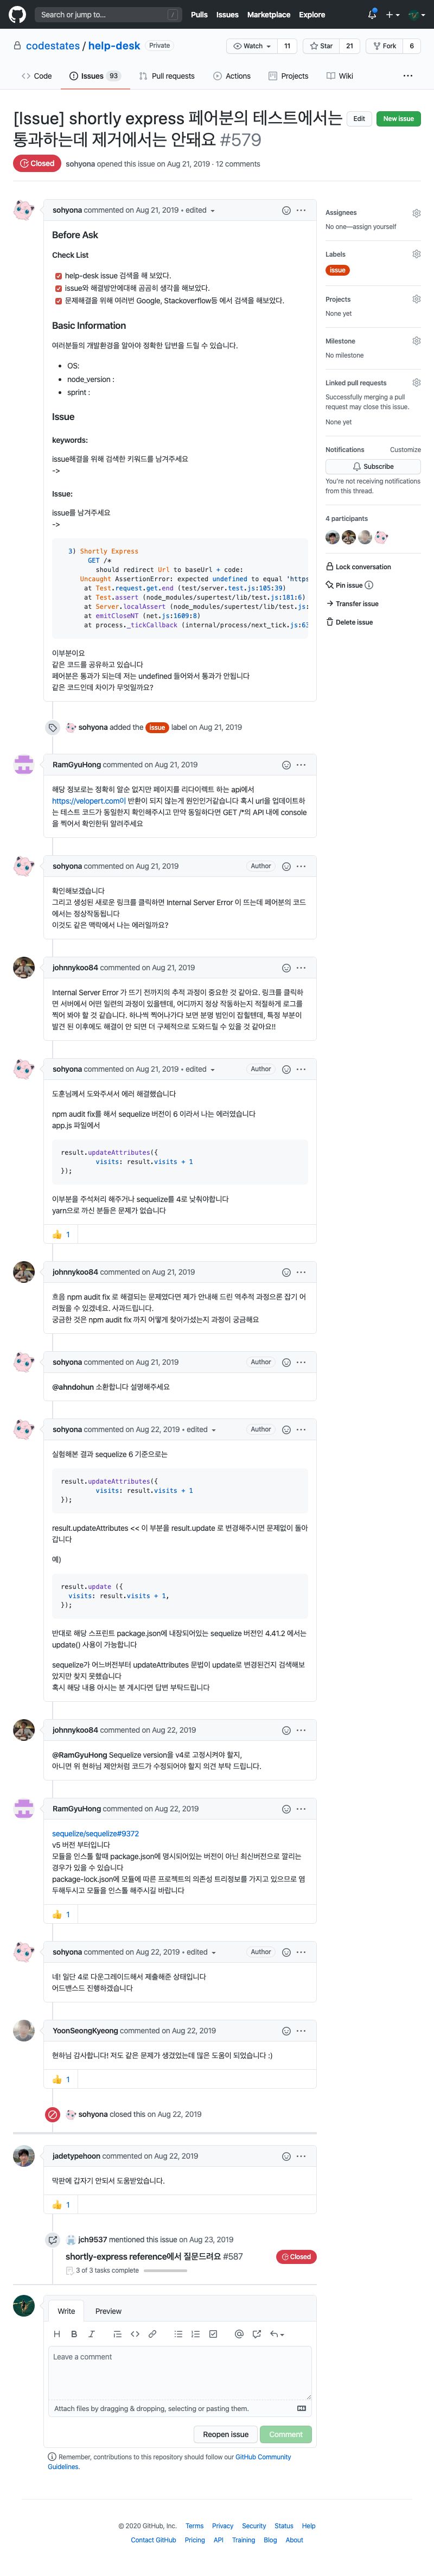 Search or jump to...
/
Pulls
Issues
Marketplace
Explore
codestates / help-desk
Private
Watch
11
Star
21
Fork
6
Code
Issues
93
Pull requests
Actions
Projects
Wiki
[Issue] shortly express 페어분의 테스트에서는
통과하는데 제거에서는 안돼요 #579
Edit
New issue
Closed
sohyona opened this issue on Aug 21, 2019 · 12 comments
sohyona commented on Aug 21, 2019 • edited
Before Ask
Check List
help-desk issue 검색을 해 보았다.
issue와 해결방안에대해 곰곰히 생각을 해보았다.
문제해결을 위해 여러번 Google, Stackoverflow등 에서 검색을 해보았다.
Basic Information
여러분들의 개발환경을 알아야 정확한 답변을 드릴 수 있습니다.
OS:
node_version :
sprint :
Issue
keywords:
issue해결을 위해 검색한 키워드를 남겨주세요
->
Issue:
issue를 남겨주세요
->
3) Shortly Express
GET /*
should redirect Url to baseUrl + code:
Uncaught AssertionError: expected undefined to equal 'https
at Test.request.get.end (test/server.test.js:105:39)
at Test.assert (node_modules/supertest/lib/test.js:181:6)
at Server.localAssert (node_modules/supertest/lib/test.js:
at emitCloseNT (net.js:1609:8)
at process._tickCallback (internal/process/next_tick.js:63
이부분이요
같은 코드를 공유하고 있습니다
페어분은 통과가 되는데 저는 undefined 들어와서 통과가 안됩니다
같은 코드인데 차이가 무엇일까요?
Assignees
No one—assign yourself
Labels
issue
Projects
None yet
Milestone
No milestone
Linked pull requests
Successfully merging a pull
request may close this issue.
None yet
Notifications
Customize
Subscribe
You're not receiving notifications
from this thread.
4 participants
Lock conversation
Pin issue
Transfer issue
Delete issue
sohyona added the issue label on Aug 21, 2019
RamGyuHong commented on Aug 21, 2019
해당 정보로는 정확히 알순 없지만 페이지를 리다이렉트 하는 api에서
https://velopert.com이 반환이 되지 않는게 원인인거같습니다 혹시 url을 업데이트하
는 테스트 코드가 동일한지 확인해주시고 만약 동일하다면 GET /*의 API 내에 console
을 찍어서 확인한뒤 알려주세요
sohyona commented on Aug 21, 2019
Author
확인해보겠습니다
그리고 생성된 새로운 링크를 클릭하면 Internal Server Error 이 뜨는데 페어분의 코드
에서는 정상작동됩니다
이것도 같은 맥락에서 나는 에러일까요?
johnnykoo84 commented on Aug 21, 2019
Internal Server Error 가 뜨기 전까지의 추적 과정이 중요한 것 같아요. 링크를 클릭하
면 서버에서 어떤 일련의 과정이 있을텐데, 어디까지 정상 작동하는지 적절하게 로그를
찍어 봐야 할 것 같습니다. 하나씩 찍어나가다 보면 분명 범인이 잡힐텐데, 특정 부분이
발견 된 이후에도 해결이 안 되면 더 구체적으로 도와드릴 수 있을 것 같아요!!
sohyona commented on Aug 21, 2019 • edited
Author
도훈님께서 도와주셔서 에러 해결했습니다
npm audit fix를 해서 sequelize 버전이 6 이라서 나는 에러였습니다
app.js 파일에서
result.updateAttributes({
visits: result.visits + 1
});
이부분을 주석처리 해주거나 sequelize를 4로 낮춰야합니다
yarn으로 까신 분들은 문제가 없습니다
👍 1
johnnykoo84 commented on Aug 21, 2019
흐음 npm audit fix 로 해결되는 문제였다면 제가 안내해 드린 역추적 과정으론 잡기 어
려웠을 수 있겠네요. 사과드립니다.
궁금한 것은 npm audit fix 까지 어떻게 찾아가셨는지 과정이 궁금해요
sohyona commented on Aug 21, 2019
Author
@ahndohun 소환합니다 설명해주세요
sohyona commented on Aug 22, 2019 • edited
Author
실험해본 결과 sequelize 6 기준으로는
result.updateAttributes({
visits: result.visits + 1
});
result.updateAttributes << 이 부분을 result.update 로 변경해주시면 문제없이 돌아
갑니다
예)
result.update ({
visits: result.visits + 1,
});
반대로 해당 스프린트 package.json에 내장되어있는 sequelize 버전인 4.41.2 에서는
update() 사용이 가능합니다
sequelize가 어느버전부터 updateAttributes 문법이 update로 변경된건지 검색해보
았지만 찾지 못했습니다
혹시 해당 내용 아시는 분 계시다면 답변 부탁드립니다
johnnykoo84 commented on Aug 22, 2019
@RamGyuHong Sequelize version을 v4로 고정시켜야 할지,
아니면 위 현하님 제안처럼 코드가 수정되어야 할지 의견 부탁 드립니다.
RamGyuHong commented on Aug 22, 2019
sequelize/sequelize#9372
v5 버전 부터입니다
모듈을 인스톨 할때 package.json에 명시되어있는 버전이 아닌 최신버전으로 깔리는
경우가 있을 수 있습니다
package-lock.json에 모듈에 따른 프로젝트의 의존성 트리정보를 가지고 있으므로 염
두해두시고 모듈을 인스톨 해주시길 바랍니다
👍 1
sohyona commented on Aug 22, 2019 • edited
Author
네! 일단 4로 다운그레이드해서 제출해준 상태입니다
어드밴스드 진행하겠습니다
YoonSeongKyeong commented on Aug 22, 2019
현하님 감사합니다! 저도 같은 문제가 생겼었는데 많은 도움이 되었습니다 :)
👍 1
sohyona closed this on Aug 22, 2019
jadetyphoon commented on Aug 22, 2019
막판에 갑자기 안되서 도움받았습니다.
👍 1
jch9537 mentioned this issue on Aug 23, 2019
shortly-express reference에서 질문드려요 #587
Closed
3 of 3 tasks complete
Write
Preview
Leave a comment
Attach files by dragging & dropping, selecting or pasting them.
Reopen issue
Comment
Remember, contributions to this repository should follow our GitHub Community
Guidelines.
© 2020 GitHub, Inc.
Terms
Privacy
Security
Status
Help
Contact GitHub
Pricing
API
Training
Blog
About